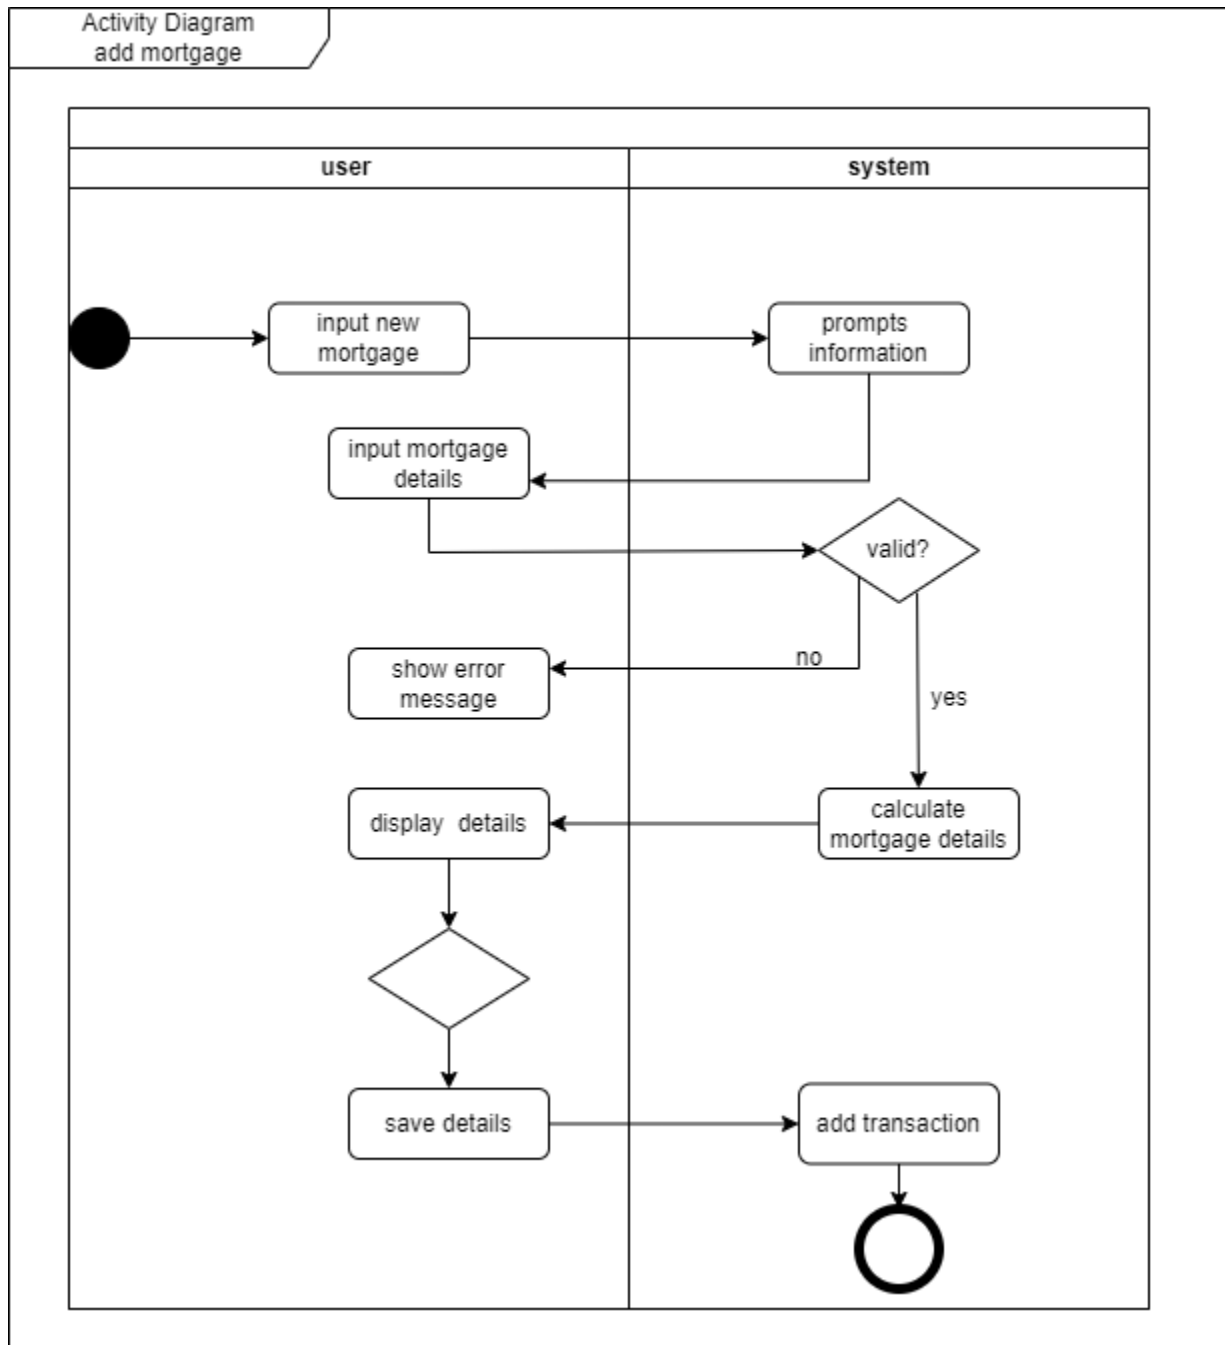 Activity Diagram
add mortgage
user
system
input new
mortgage
prompts
information
input mortgage
details
valid?
no
show error
message
yes
display  details
calculate
mortgage details
save details
add transaction